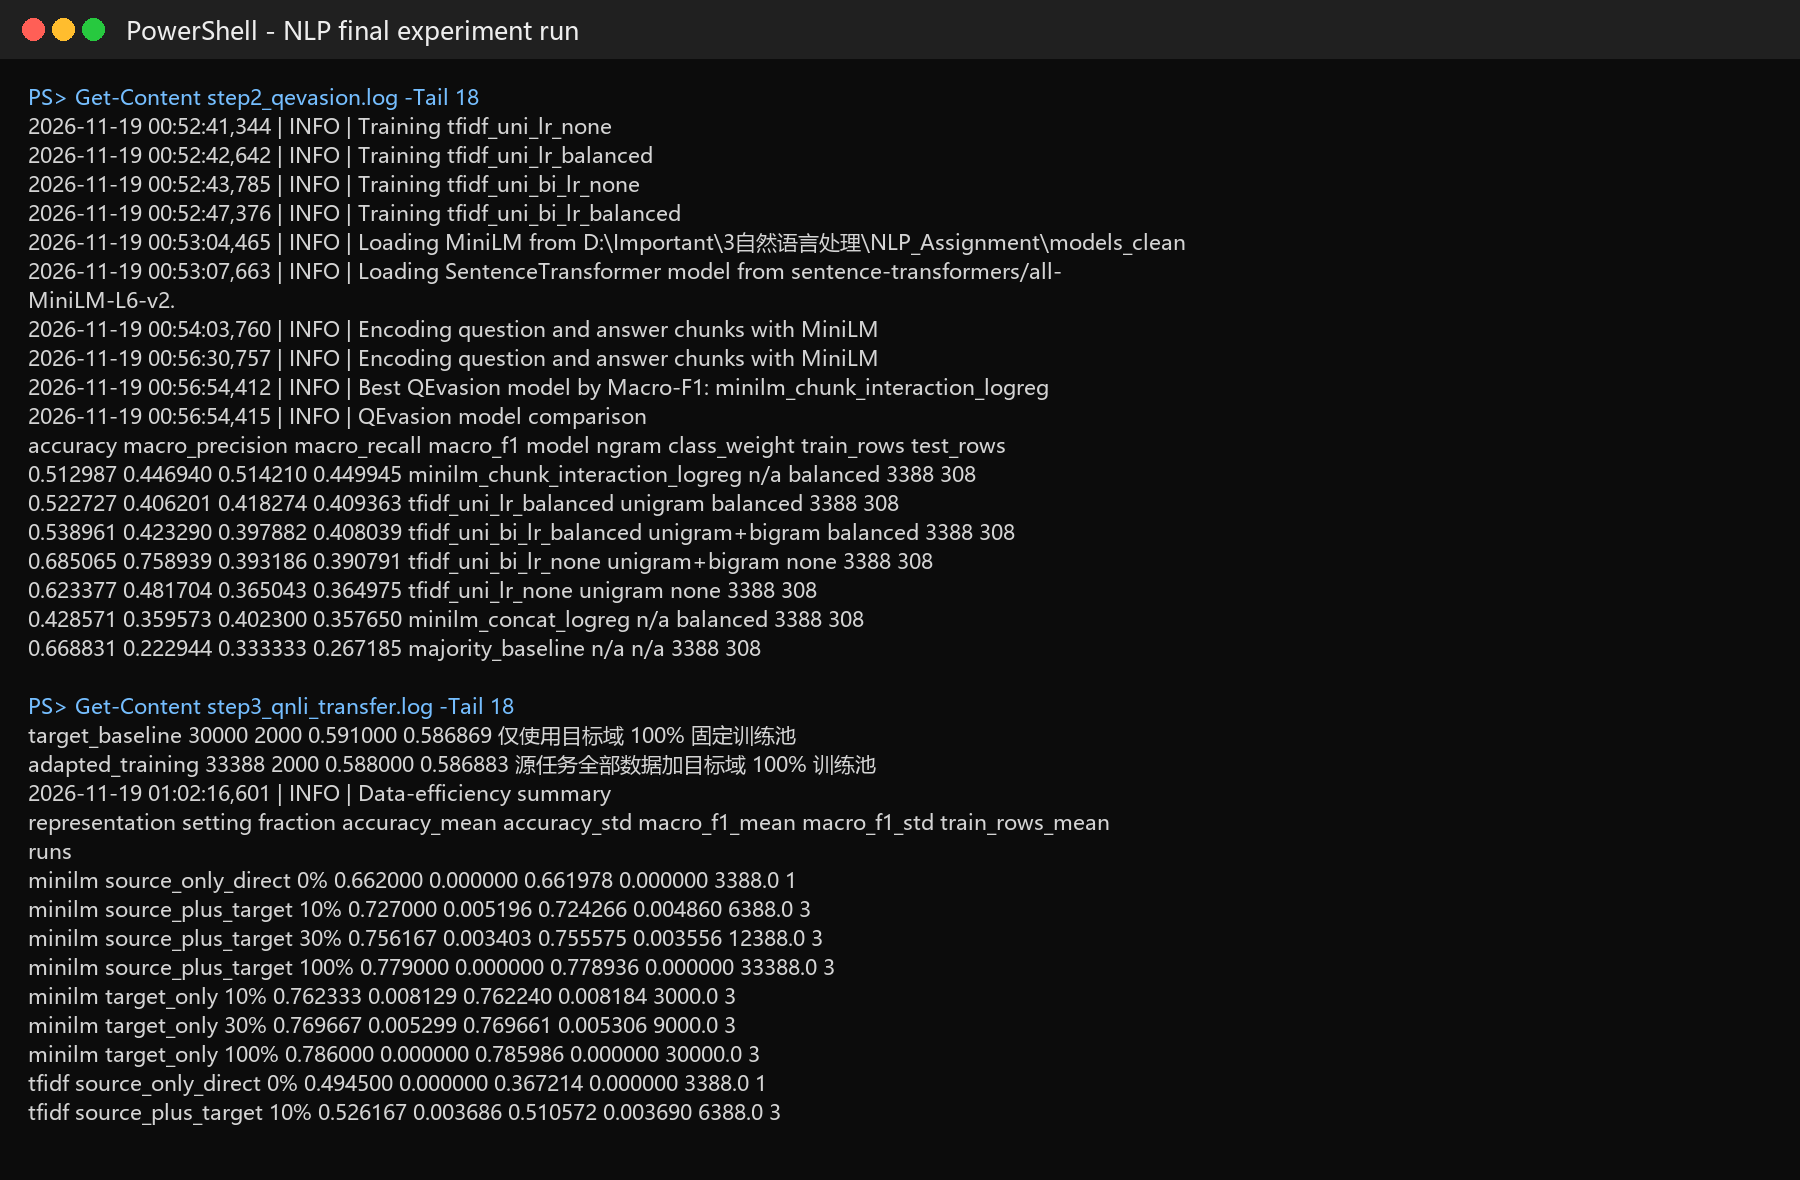 PowerShell - NLP final experiment run
PS> Get-Content step2_qevasion.log -Tail 18
2026-11-19 00:52:41,344 | INFO | Training tfidf_uni_lr_none
2026-11-19 00:52:42,642 | INFO | Training tfidf_uni_lr_balanced
2026-11-19 00:52:43,785 | INFO | Training tfidf_uni_bi_lr_none
2026-11-19 00:52:47,376 | INFO | Training tfidf_uni_bi_lr_balanced
2026-11-19 00:53:04,465 | INFO | Loading MiniLM from D:\Important\3自然语言处理\NLP_Assignment\models_clean
2026-11-19 00:53:07,663 | INFO | Loading SentenceTransformer model from sentence-transformers/all-
MiniLM-L6-v2.
2026-11-19 00:54:03,760 | INFO | Encoding question and answer chunks with MiniLM
2026-11-19 00:56:30,757 | INFO | Encoding question and answer chunks with MiniLM
2026-11-19 00:56:54,412 | INFO | Best QEvasion model by Macro-F1: minilm_chunk_interaction_logreg
2026-11-19 00:56:54,415 | INFO | QEvasion model comparison
accuracy macro_precision macro_recall macro_f1 model ngram class_weight train_rows test_rows
0.512987 0.446940 0.514210 0.449945 minilm_chunk_interaction_logreg n/a balanced 3388 308
0.522727 0.406201 0.418274 0.409363 tfidf_uni_lr_balanced unigram balanced 3388 308
0.538961 0.423290 0.397882 0.408039 tfidf_uni_bi_lr_balanced unigram+bigram balanced 3388 308
0.685065 0.758939 0.393186 0.390791 tfidf_uni_bi_lr_none unigram+bigram none 3388 308
0.623377 0.481704 0.365043 0.364975 tfidf_uni_lr_none unigram none 3388 308
0.428571 0.359573 0.402300 0.357650 minilm_concat_logreg n/a balanced 3388 308
0.668831 0.222944 0.333333 0.267185 majority_baseline n/a n/a 3388 308
PS> Get-Content step3_qnli_transfer.log -Tail 18
target_baseline 30000 2000 0.591000 0.586869 仅使用目标域 100% 固定训练池
adapted_training 33388 2000 0.588000 0.586883 源任务全部数据加目标域 100% 训练池
2026-11-19 01:02:16,601 | INFO | Data-efficiency summary
representation setting fraction accuracy_mean accuracy_std macro_f1_mean macro_f1_std train_rows_mean
runs
minilm source_only_direct 0% 0.662000 0.000000 0.661978 0.000000 3388.0 1
minilm source_plus_target 10% 0.727000 0.005196 0.724266 0.004860 6388.0 3
minilm source_plus_target 30% 0.756167 0.003403 0.755575 0.003556 12388.0 3
minilm source_plus_target 100% 0.779000 0.000000 0.778936 0.000000 33388.0 3
minilm target_only 10% 0.762333 0.008129 0.762240 0.008184 3000.0 3
minilm target_only 30% 0.769667 0.005299 0.769661 0.005306 9000.0 3
minilm target_only 100% 0.786000 0.000000 0.785986 0.000000 30000.0 3
tfidf source_only_direct 0% 0.494500 0.000000 0.367214 0.000000 3388.0 1
tfidf source_plus_target 10% 0.526167 0.003686 0.510572 0.003690 6388.0 3